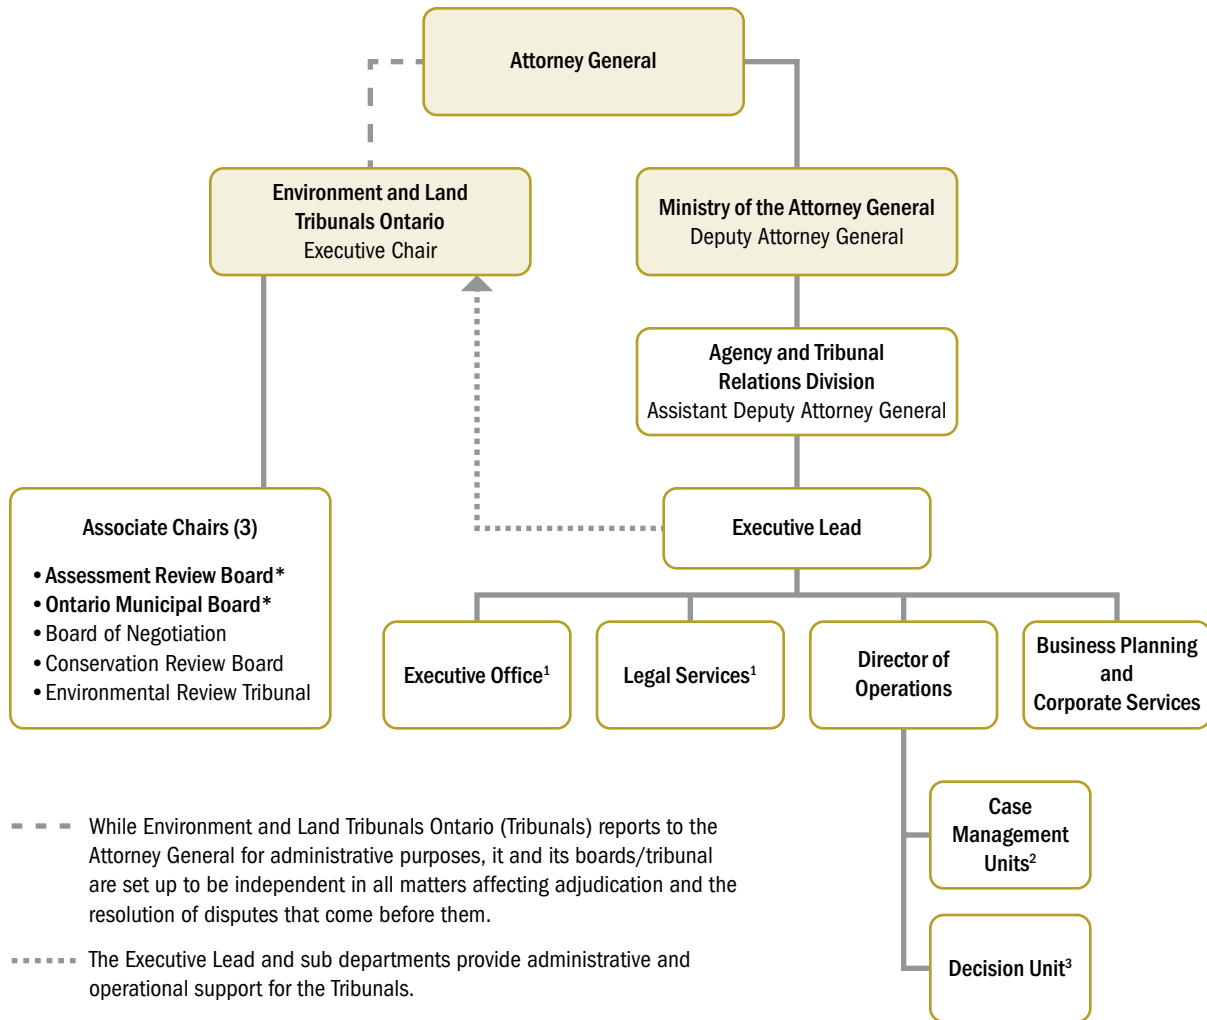 Attorney General
Environment and Land
Tribunals Ontario
Executive Chair
Ministry of the Attorney General
Deputy Attorney General
Agency and Tribunal
Relations Division
Assistant Deputy Attorney General
Associate Chairs (3)
• Assessment Review Board*
• Ontario Municipal Board*
• Board of Negotiation
• Conservation Review Board
• Environmental Review Tribunal
Executive Lead
Executive Office¹
Legal Services¹
Director of
Operations
Business Planning
and
Corporate Services
Case
Management
Units²
Decision Unit³
While Environment and Land Tribunals Ontario (Tribunals) reports to the
Attorney General for administrative purposes, it and its boards/tribunal
are set up to be independent in all matters affecting adjudication and the
resolution of disputes that come before them.
The Executive Lead and sub departments provide administrative and
operational support for the Tribunals.